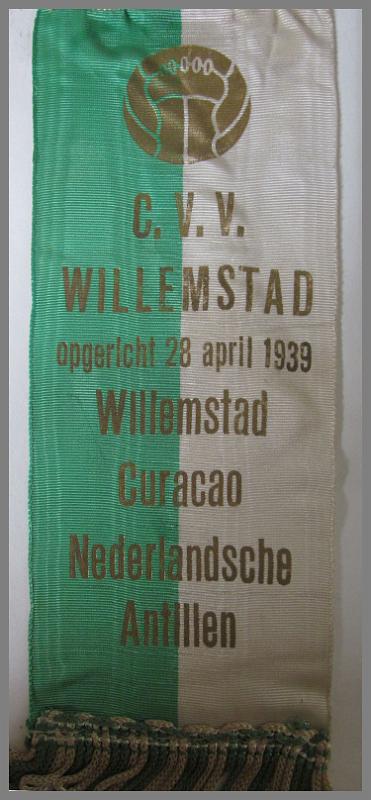 C. V. V.
WILLEMSTAD
opgericht 28 april 1939
Willemstad
Curacao
Nederlandsche
Antillen